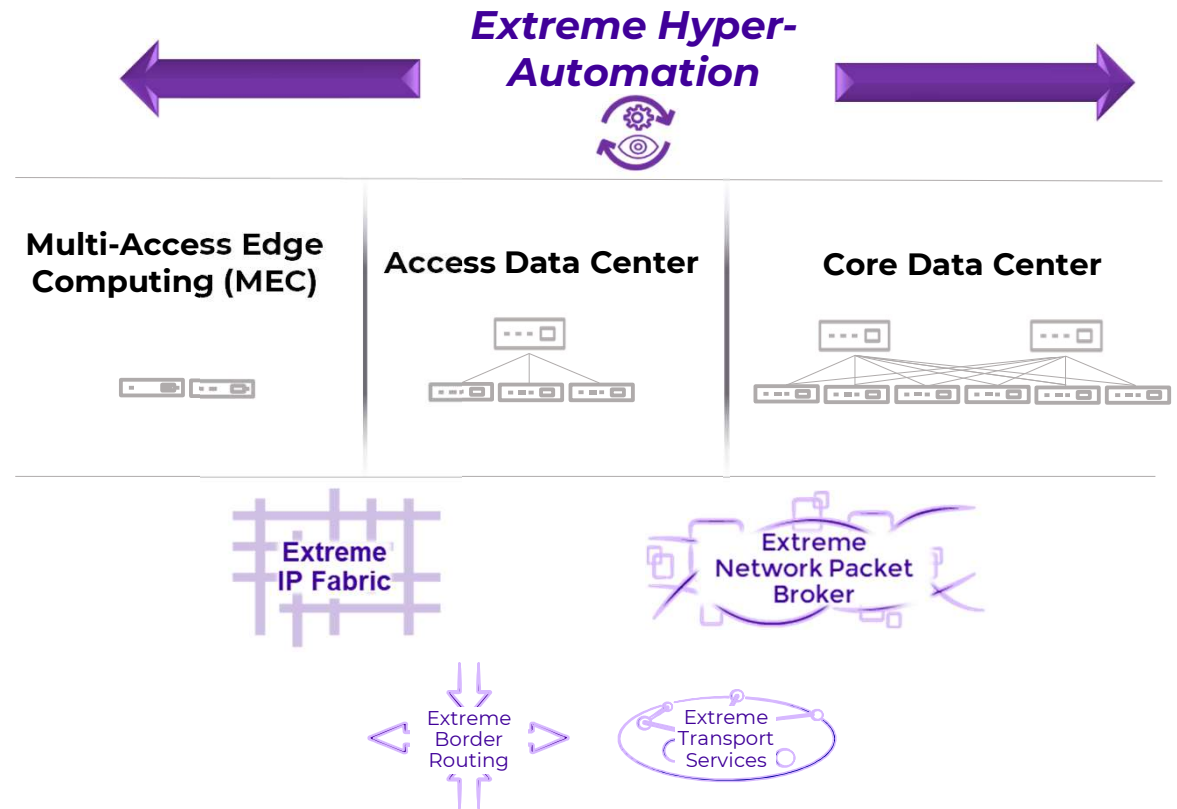 Extreme Hyper-
Automation
Multi-Access Edge
Computing (MEC)
Access Data Center
Core Data Center
Extreme
IP Fabric
Extreme
Network Packet
Broker
Extreme
Border
Routing
Extreme
Transport
Services